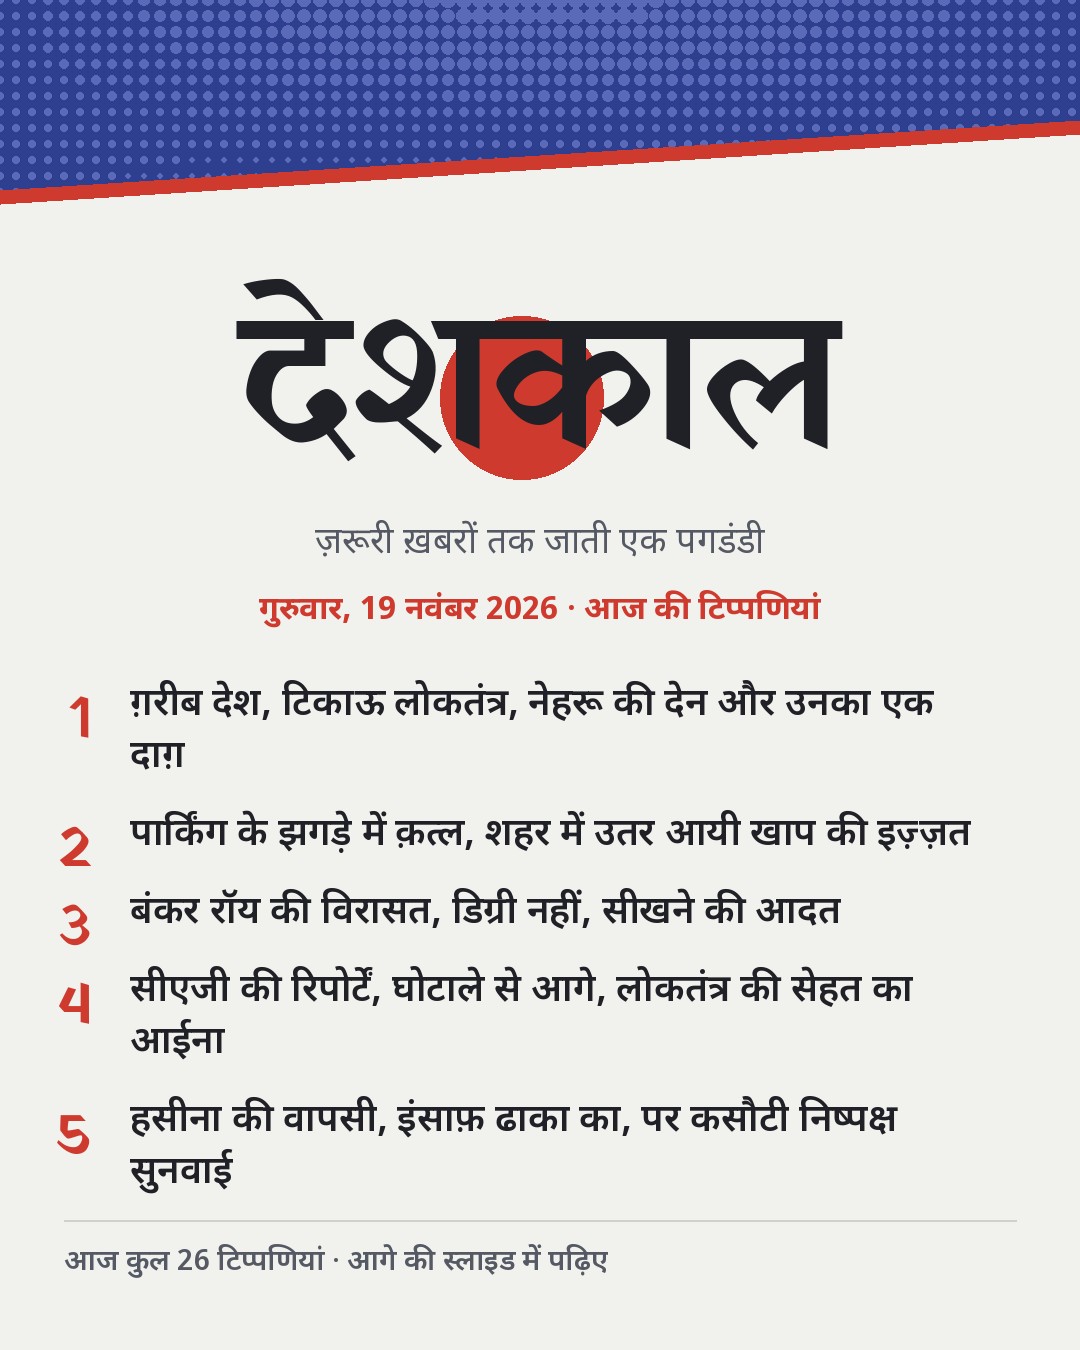 देशकाल
ज़रूरी ख़बरों तक जाती एक पगडंडी
गुरुवार, 19 नवंबर 2026 · आज की टिप्पणियां
1 ग़रीब देश, टिकाऊ लोकतंत्र, नेहरू की देन और उनका एक
दाग़
2 पार्किंग के झगड़े में क़त्ल, शहर में उतर आयी खाप की इज़्ज़त
3 बंकर रॉय की विरासत, डिग्री नहीं, सीखने की आदत
4 सीएजी की रिपोर्टें, घोटाले से आगे, लोकतंत्र की सेहत का
आईना
5 हसीना की वापसी, इंसाफ़ ढाका का, पर कसौटी निष्पक्ष
सुनवाई
आज कुल 26 टिप्पणियां · आगे की स्लाइड में पढ़िए